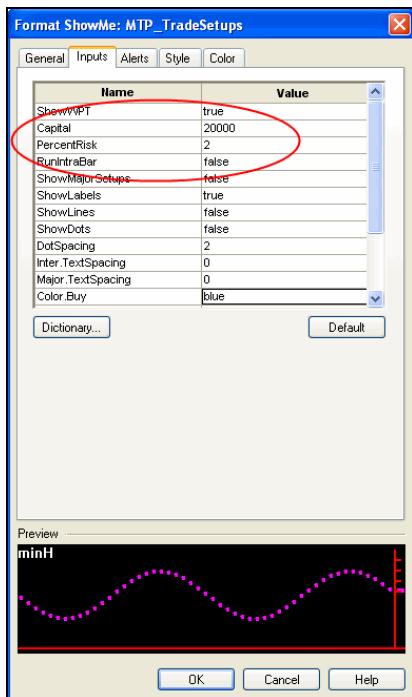 Format ShowMe: MTP_TradeSetups
General Inputs Alerts Style Color
Name Value
ShowWPT true
Capital 20000
PercentRisk 2
RunIntraBar false
ShowMajorSetups false
ShowLabels true
ShowLines false
ShowDots false
DotSpacing 2
Inter.TextSpacing 0
Major.TextSpacing 0
Color.Buy blue
Dictionary... Default
Preview
minH
OK Cancel Help